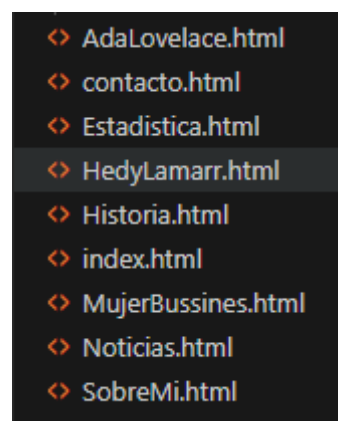 AdaLovelace.html
contacto.html
Estadistica.html
HedyLamarr.html
Historia.html
index.html
MujerBussines.html
Noticias.html
SobreMi.html